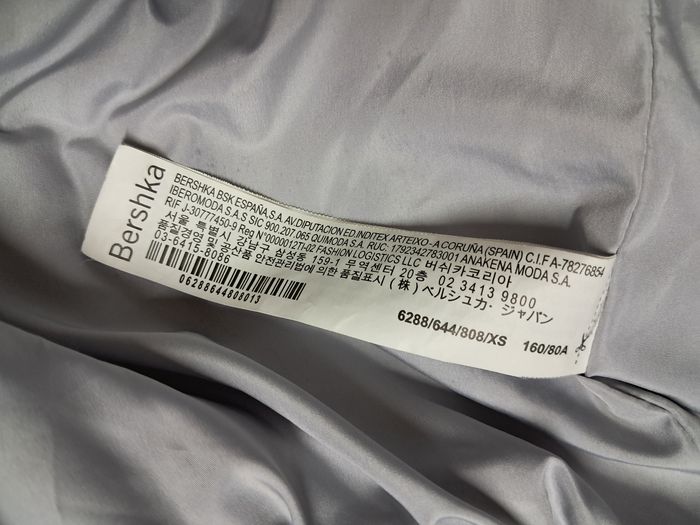 Bershka
BERSHKA BSK ESPAÑA,S.A. AV.DIPUTACION ED.INDITEX ARTEIXO -A CORUÑA (SPAIN) C.I.F A-78276854
IBEROMODA S.A.S SIC 900.207.065 QUIMODA S.A. RUC: 1792342783001 ANAKENA MODA S.A.
RIF J-30777450-9 Reg N°0000012TI-02 FASHION LOGISTICS LLC 버쉬카코리아
서울 특별시 강남구 삼성동 159-1 무역센터 20층 02 3413 9800
품질경영 및 공산품 안전관리법에 의한 품질표시 (株) ベルシュカ・ジャパン
03-6415-8086
06288644808013
6288/644/808/XS 160/80A